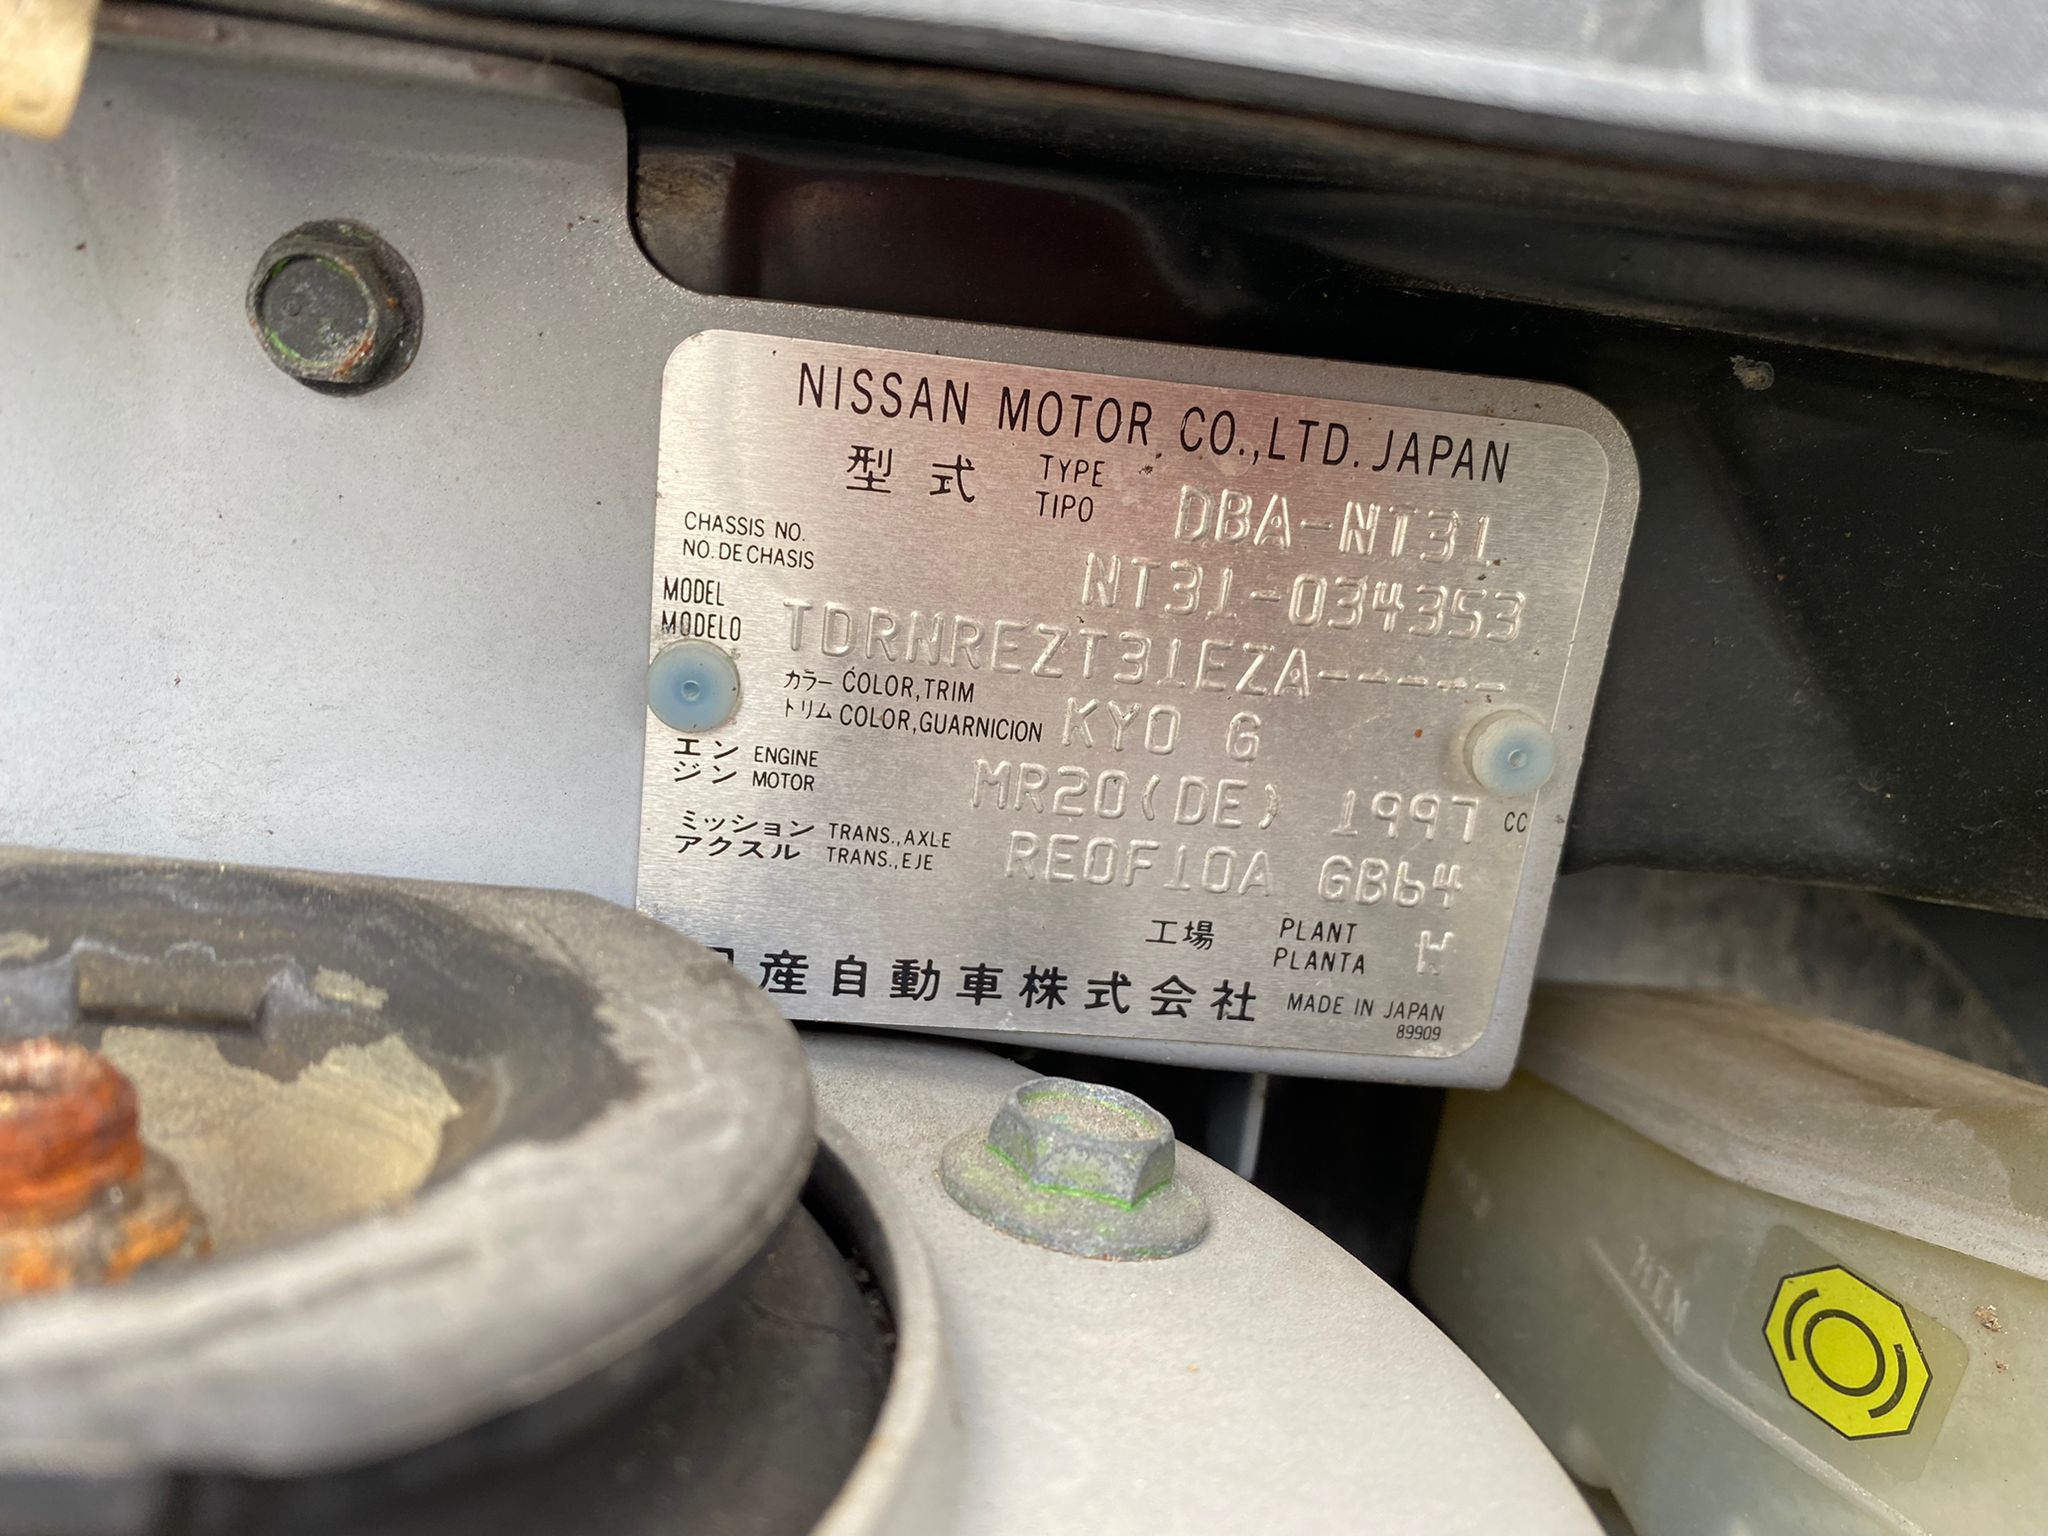 NISSAN MOTOR CO.,LTD. JAPAN
型式 TYPE TIPO DBA-NT31
CHASSIS NO.
NO. DE CHASIS NT31-034353
MODEL
MODELO TDRNREZT31EZA-----
カラー COLOR,TRIM
トリム COLOR,GUARNICION KY0 G
エン ENGINE
ジン MOTOR MR20(DE) 1997 CC
ミッション TRANS.,AXLE
アクスル TRANS.,EJE RE0F10A GB64
工場 PLANT
PLANTA W
産自動車株式会社 MADE IN JAPAN
89909
MIN